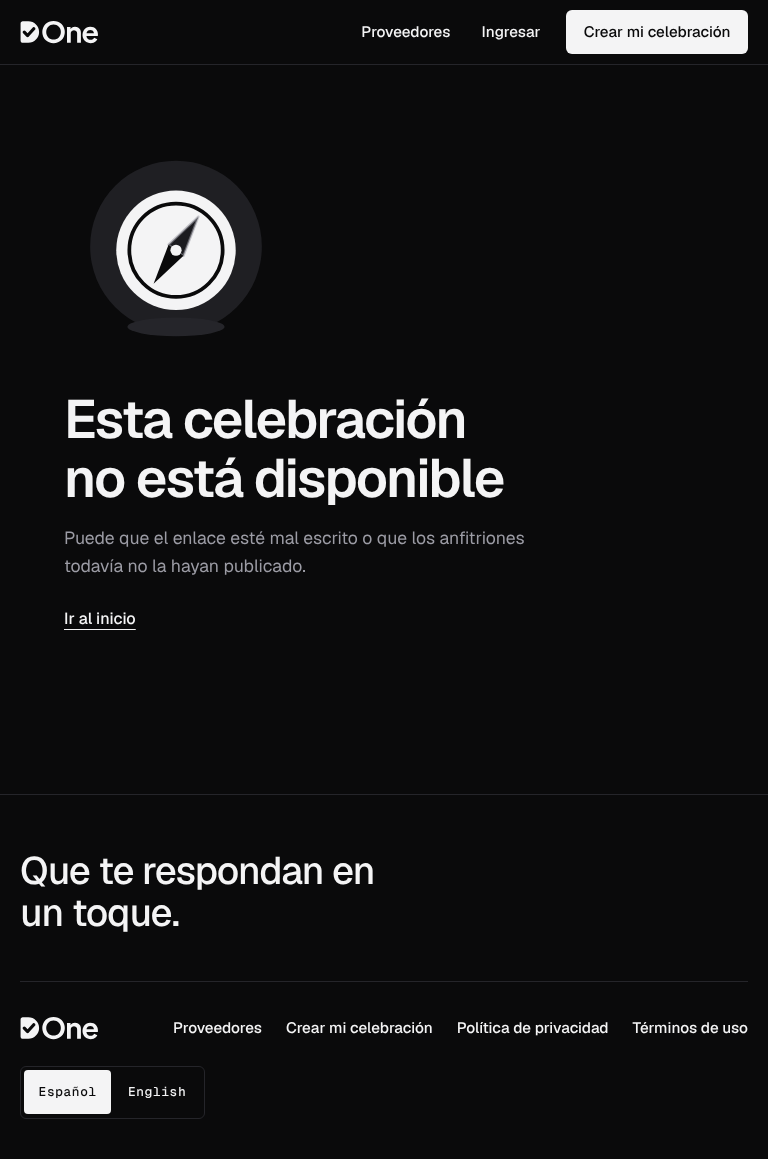 DOne
Proveedores
Ingresar
Crear mi celebración
Esta celebración
no está disponible
Puede que el enlace esté mal escrito o que los anfitriones
todavía no la hayan publicado.
Ir al inicio
Que te respondan en
un toque.
DOne
Proveedores
Crear mi celebración
Política de privacidad
Términos de uso
Español
English